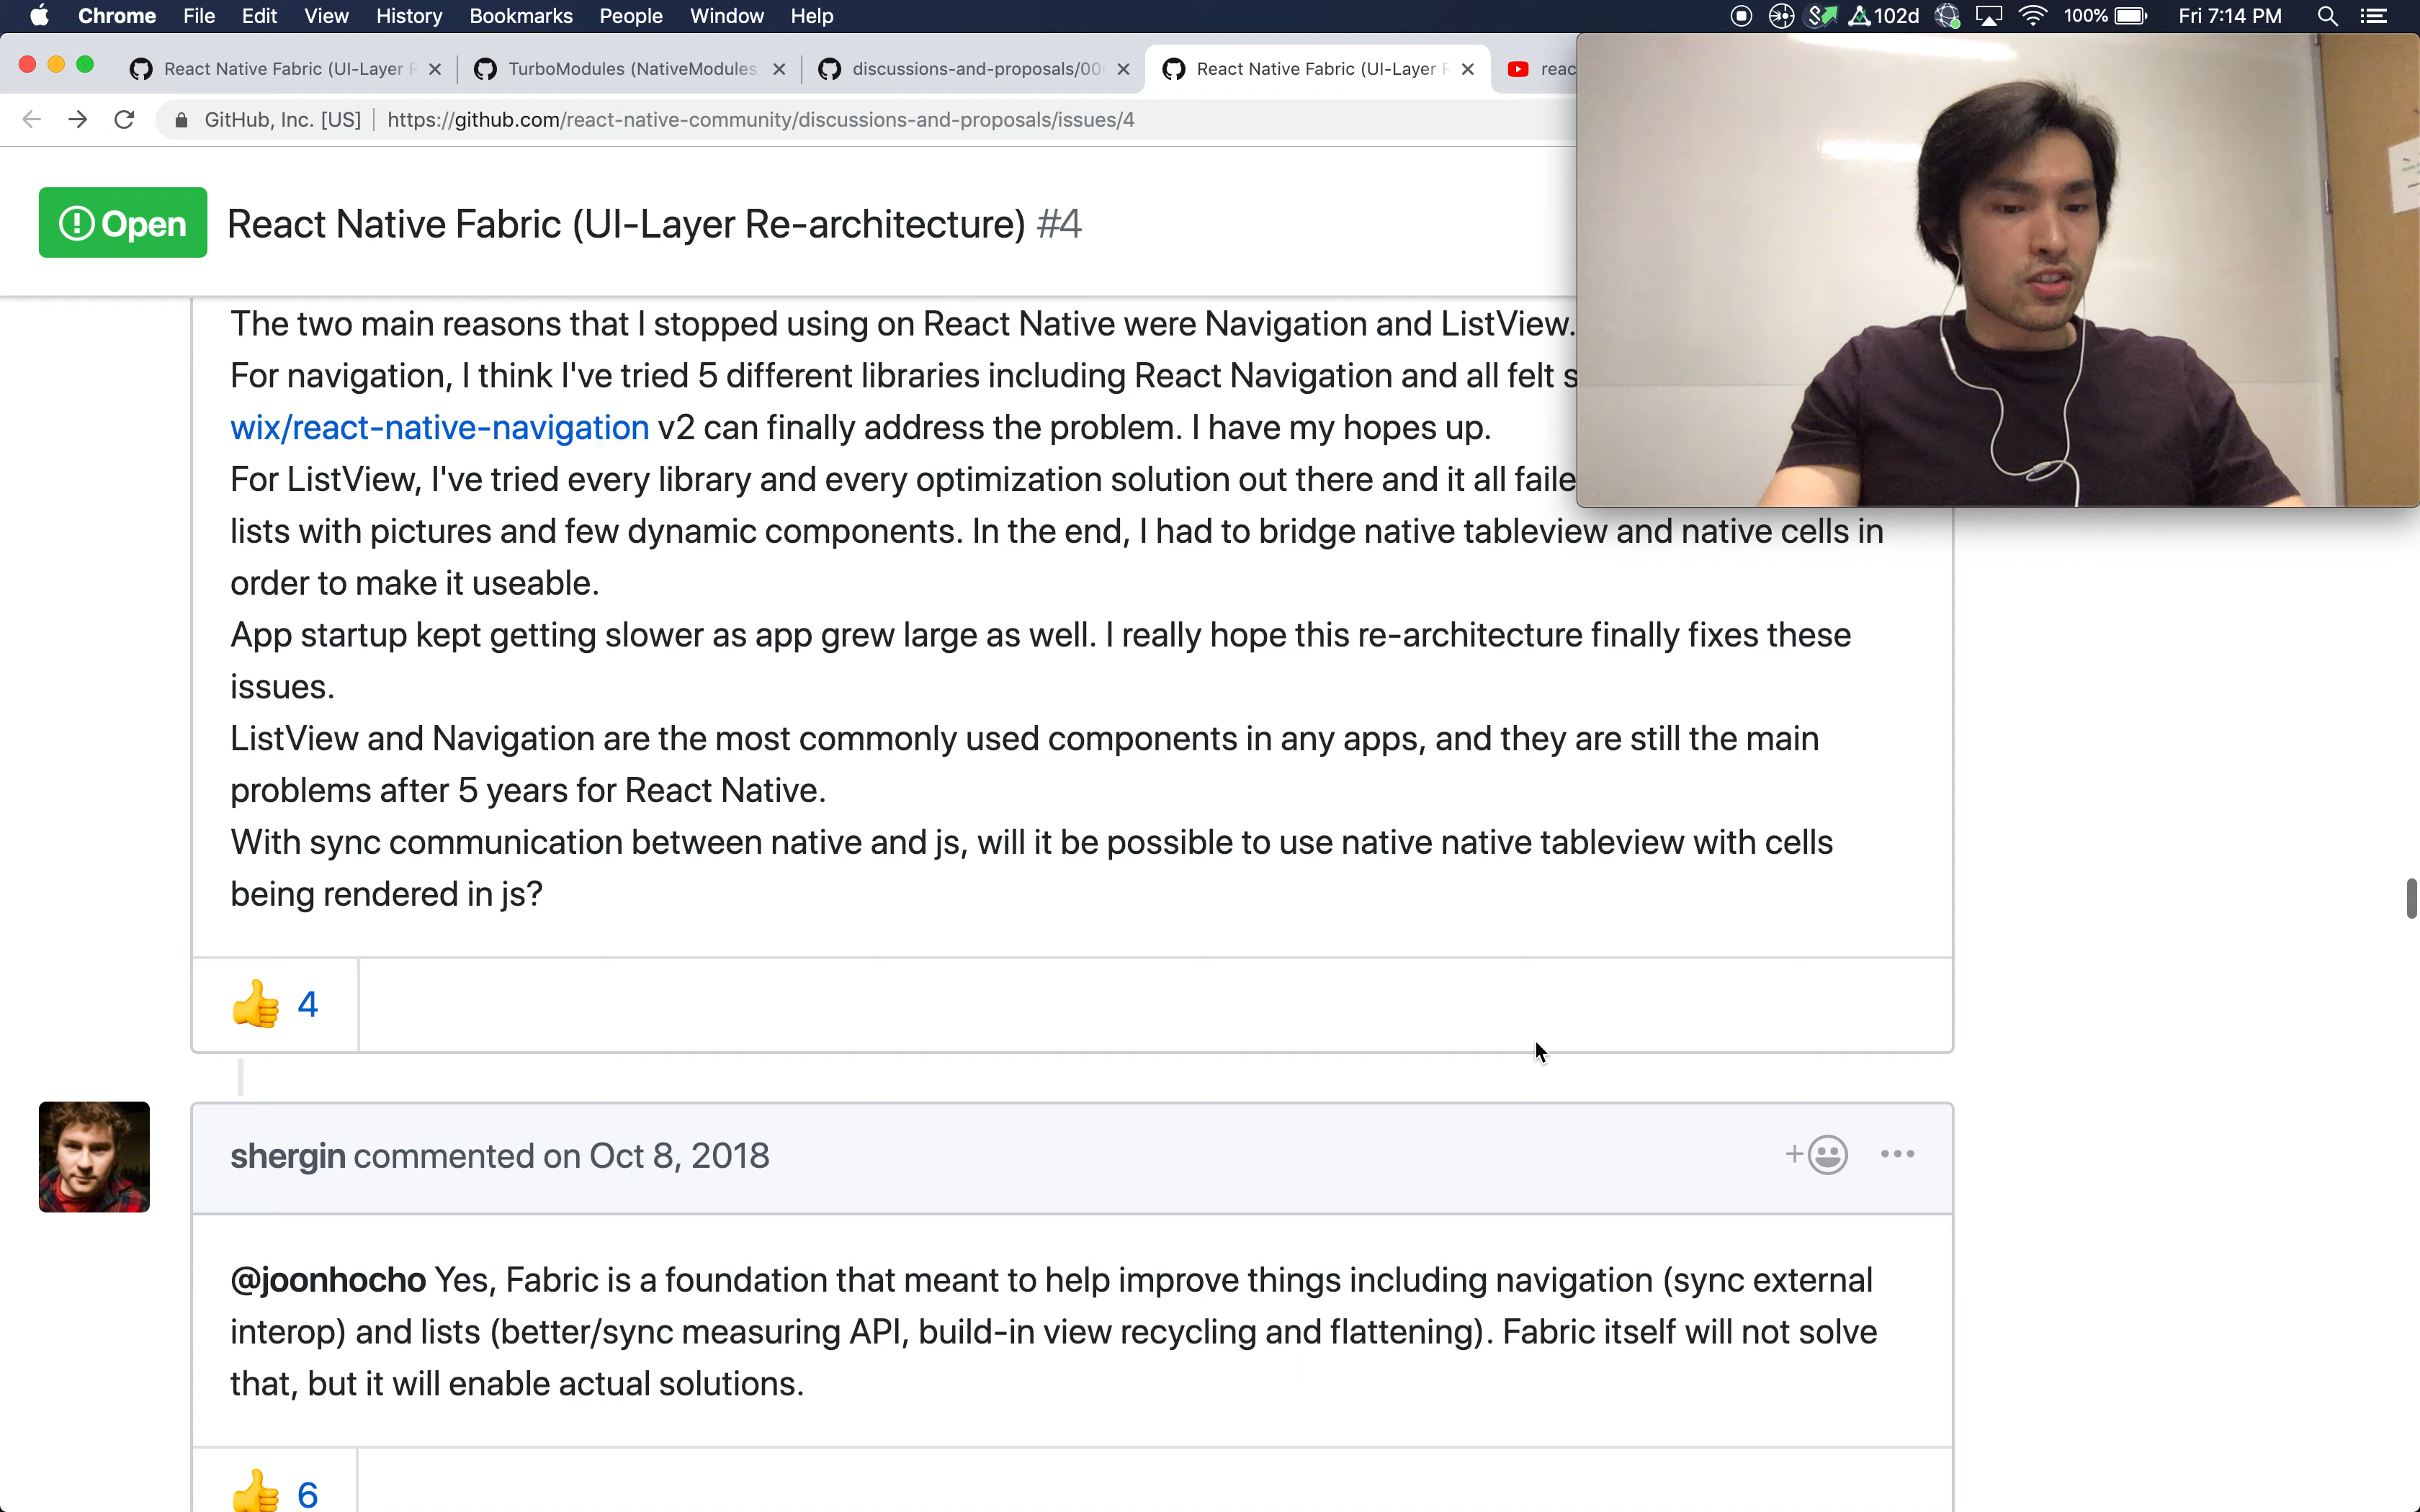 Chrome File Edit View History Bookmarks People Window Help 102d 100% Fri 7:14 PM
React Native Fabric (UI-Layer TurboModules (NativeModules discussions-and-proposals/00 React Native Fabric (UI-Layer reac
GitHub, Inc. [US] https://github.com/react-native-community/discussions-and-proposals/issues/4
Open React Native Fabric (UI-Layer Re-architecture) #4
The two main reasons that I stopped using on React Native were Navigation and ListView.
For navigation, I think I've tried 5 different libraries including React Navigation and all felt
wix/react-native-navigation v2 can finally address the problem. I have my hopes up.
For ListView, I've tried every library and every optimization solution out there and it all faile
lists with pictures and few dynamic components. In the end, I had to bridge native tableview and native cells in
order to make it useable.
App startup kept getting slower as app grew large as well. I really hope this re-architecture finally fixes these
issues.
ListView and Navigation are the most commonly used components in any apps, and they are still the main
problems after 5 years for React Native.
With sync communication between native and js, will it be possible to use native native tableview with cells
being rendered in js?
4
shergin commented on Oct 8, 2018
@joonhocho Yes, Fabric is a foundation that meant to help improve things including navigation (sync external
interop) and lists (better/sync measuring API, build-in view recycling and flattening). Fabric itself will not solve
that, but it will enable actual solutions.
6